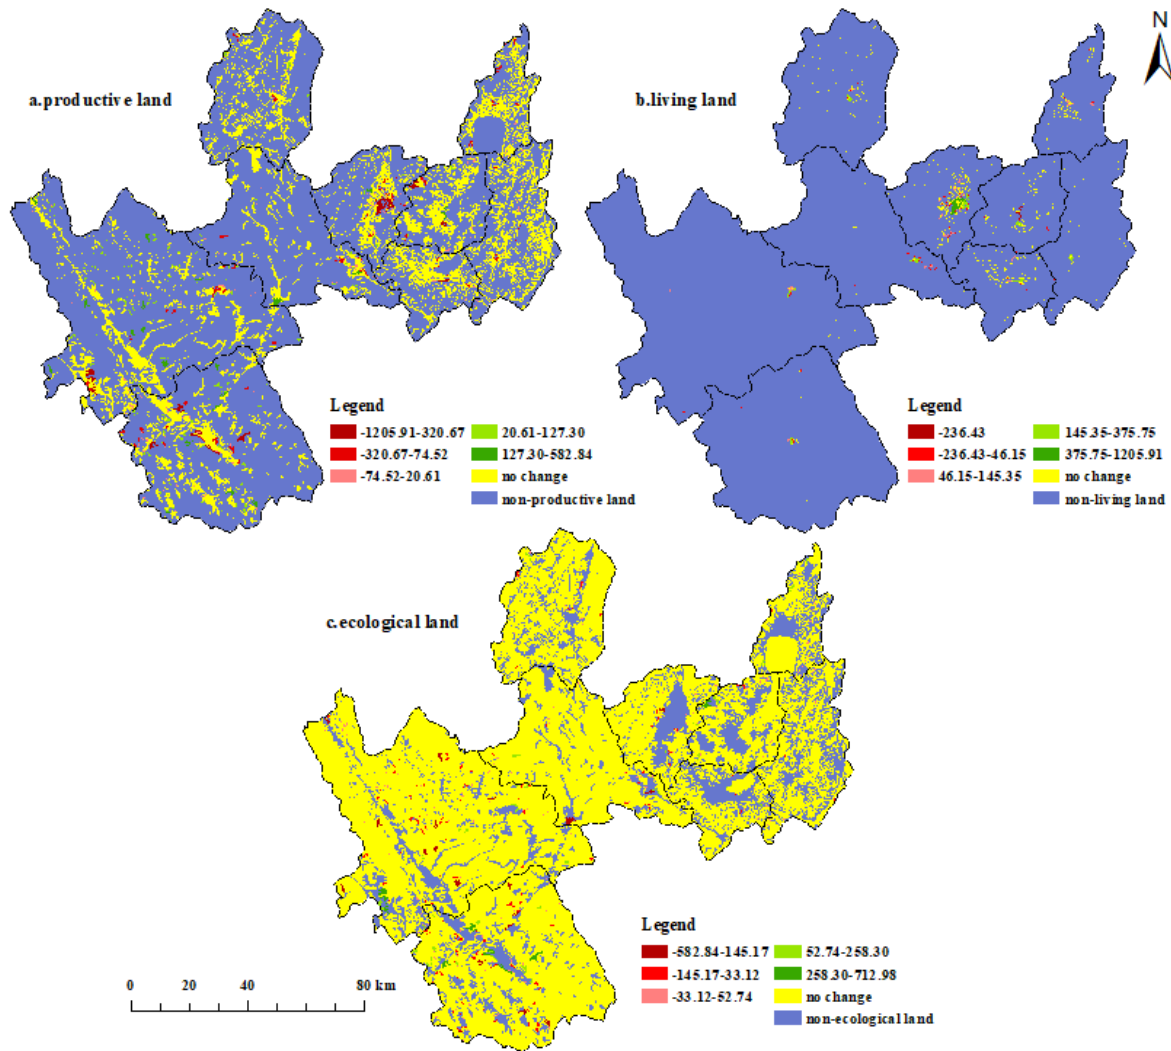 N
a.productive land
b.living land
Legend
-1205.91-320.67 20.61-127.30
-320.67-74.52 127.30-582.84
-74.52-20.61 no change
non-productive land
Legend
-236.43 145.35-375.75
-236.43-46.15 375.75-1205.91
46.15-145.35 no change
non-living land
c.ecological land
Legend
-582.84-145.17 52.74-258.30
-145.17-33.12 258.30-712.98
-33.12-52.74 no change
non-ecological land
0 20 40 80 km